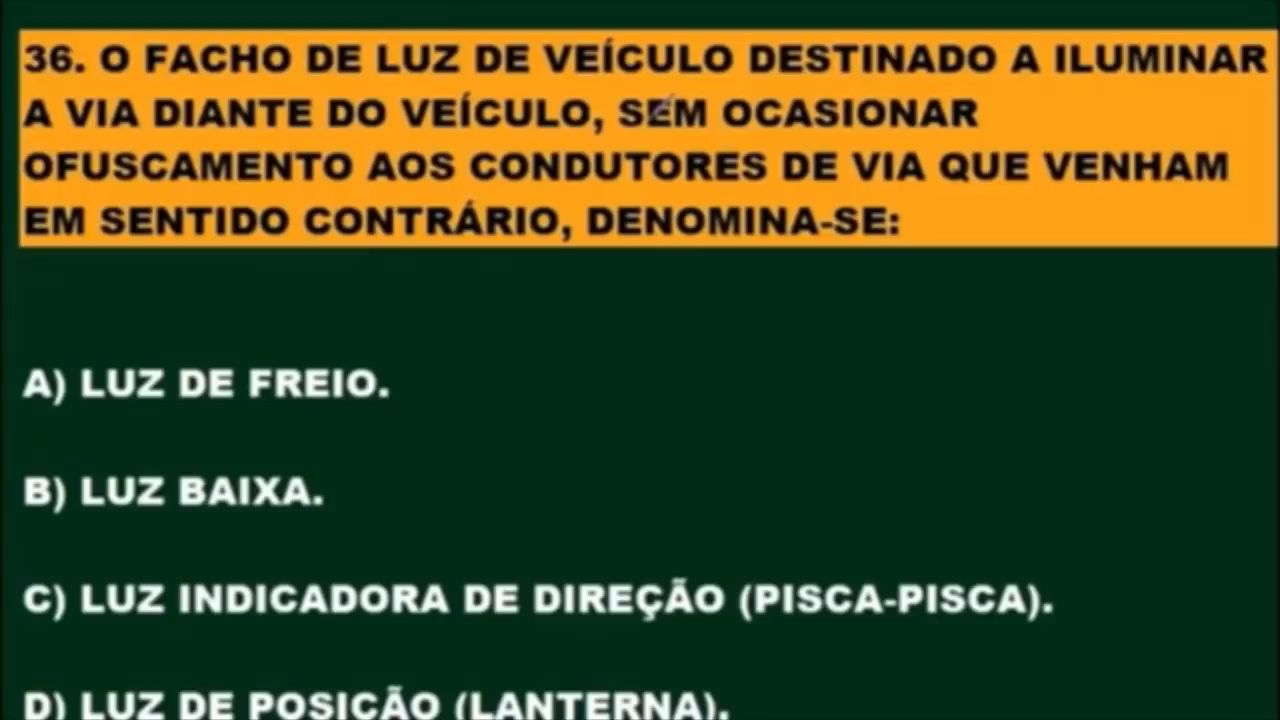 36. O FACHO DE LUZ DE VEÍCULO DESTINADO A ILUMINAR
A VIA DIANTE DO VEÍCULO, SEM OCASIONAR
OFUSCAMENTO AOS CONDUTORES DE VIA QUE VENHAM
EM SENTIDO CONTRÁRIO, DENOMINA-SE:
A) LUZ DE FREIO.
B) LUZ BAIXA.
C) LUZ INDICADORA DE DIREÇÃO (PISCA-PISCA).
D) LUZ DE POSIÇÃO (LANTERNA).